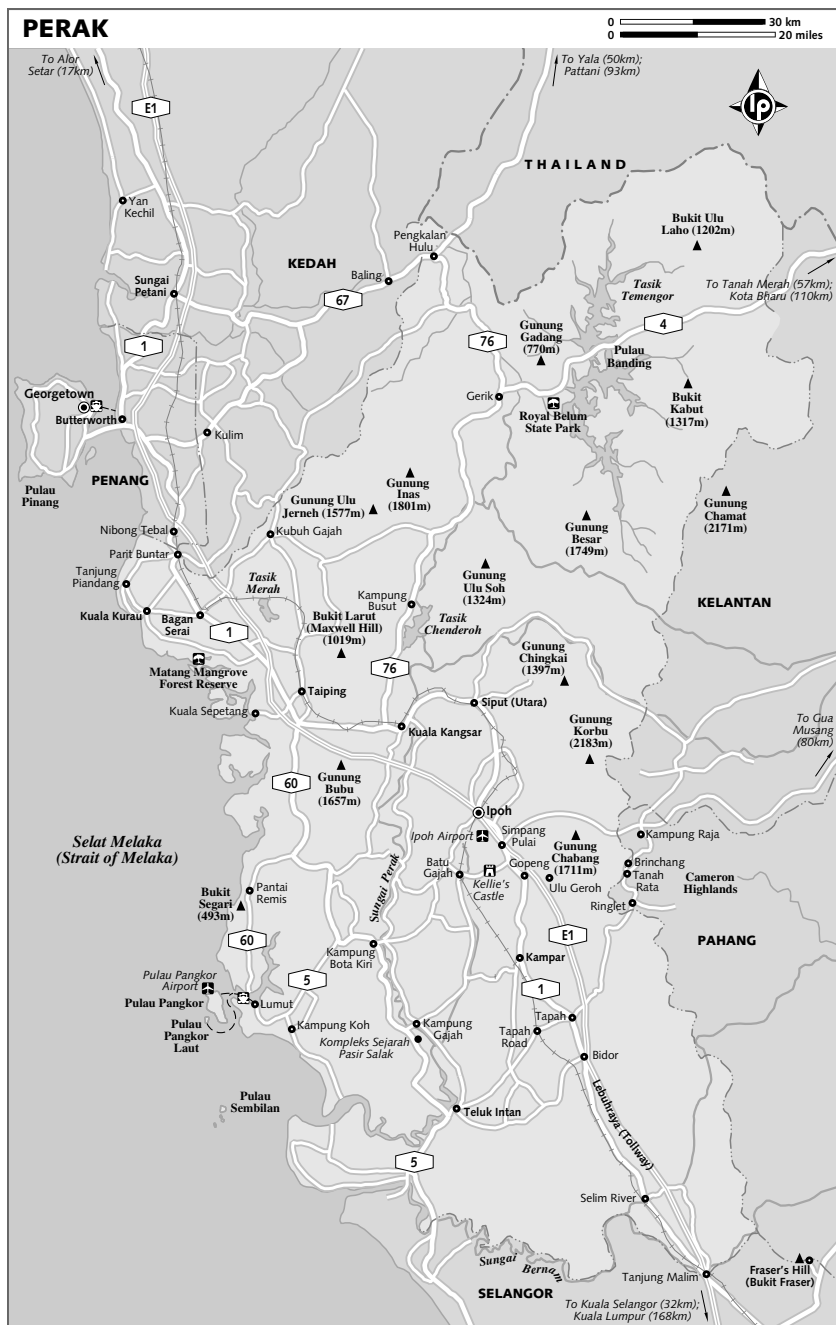 PERAK
0 30 km
0 20 miles
To Alor
Setar (17km)
To Yala (50km);
Pattani (93km)
E1
lp
THAILAND
Yan
Kechil
Bukit Ulu
Laho (1202m)
Pengkalan
Hulu
KEDAH
Baling
Sungai
Petani
67
Tasik
Temengor
To Tanah Merah (57km);
Kota Bharu (110km)
1
76
Gunung
Gadang
(770m)
4
Pulau
Banding
Georgetown
Butterworth
Gerik
Royal Belum
State Park
Bukit
Kabut
(1317m)
Kulim
Pulau
Pinang
PENANG
Gunung Ulu
Jerneh (1577m)
Gunung
Inas
(1801m)
Gunung
Chamat
(2171m)
Nibong Tebal
Kubuh Gajah
Gunung
Besar
(1749m)
Parit Buntar
Tanjung
Piandang
Tasik
Merah
Gunung
Ulu Soh
(1324m)
Kampung
Busut
Kuala Kurau
Bagan
Serai
1
Bukit Larut
(Maxwell Hill)
(1019m)
Tasik
Chenderoh
KELANTAN
Matang Mangrove
Forest Reserve
76
Gunung
Chingkai
(1397m)
Taiping
Siput (Utara)
Kuala Sepetang
Kuala Kangsar
Gunung
Korbu
(2183m)
To Gua
Musang
(80km)
60
Gunung
Bubu
(1657m)
Ipoh
Selat Melaka
(Strait of Melaka)
Ipoh Airport
Simpang
Pulai
Gunung
Chabang
(1711m)
Kampung Raja
Sungai Perak
Batu
Gajah
Kellie's
Castle
Gopeng
Ulu Geroh
Brinchang
Tanah
Rata
Cameron
Highlands
Ringlet
Bukit
Segari
(493m)
Pantai
Remis
60
Kampung
Bota Kiri
E1
PAHANG
Kampar
Pulau Pangkor
Airport
5
1
Pulau Pangkor
Lumut
Pulau
Pangkor
Laut
Kampung Koh
Kampung
Gajah
Kompleks Sejarah
Pasir Salak
Tapah
Tapah
Road
Bidor
Pulau
Sembilan
Teluk Intan
Lebuhraya (Tollway)
5
Selim River
Sungai Bernam
SELANGOR
Tanjung Malim
Fraser's Hill
(Bukit Fraser)
To Kuala Selangor (32km);
Kuala Lumpur (168km)